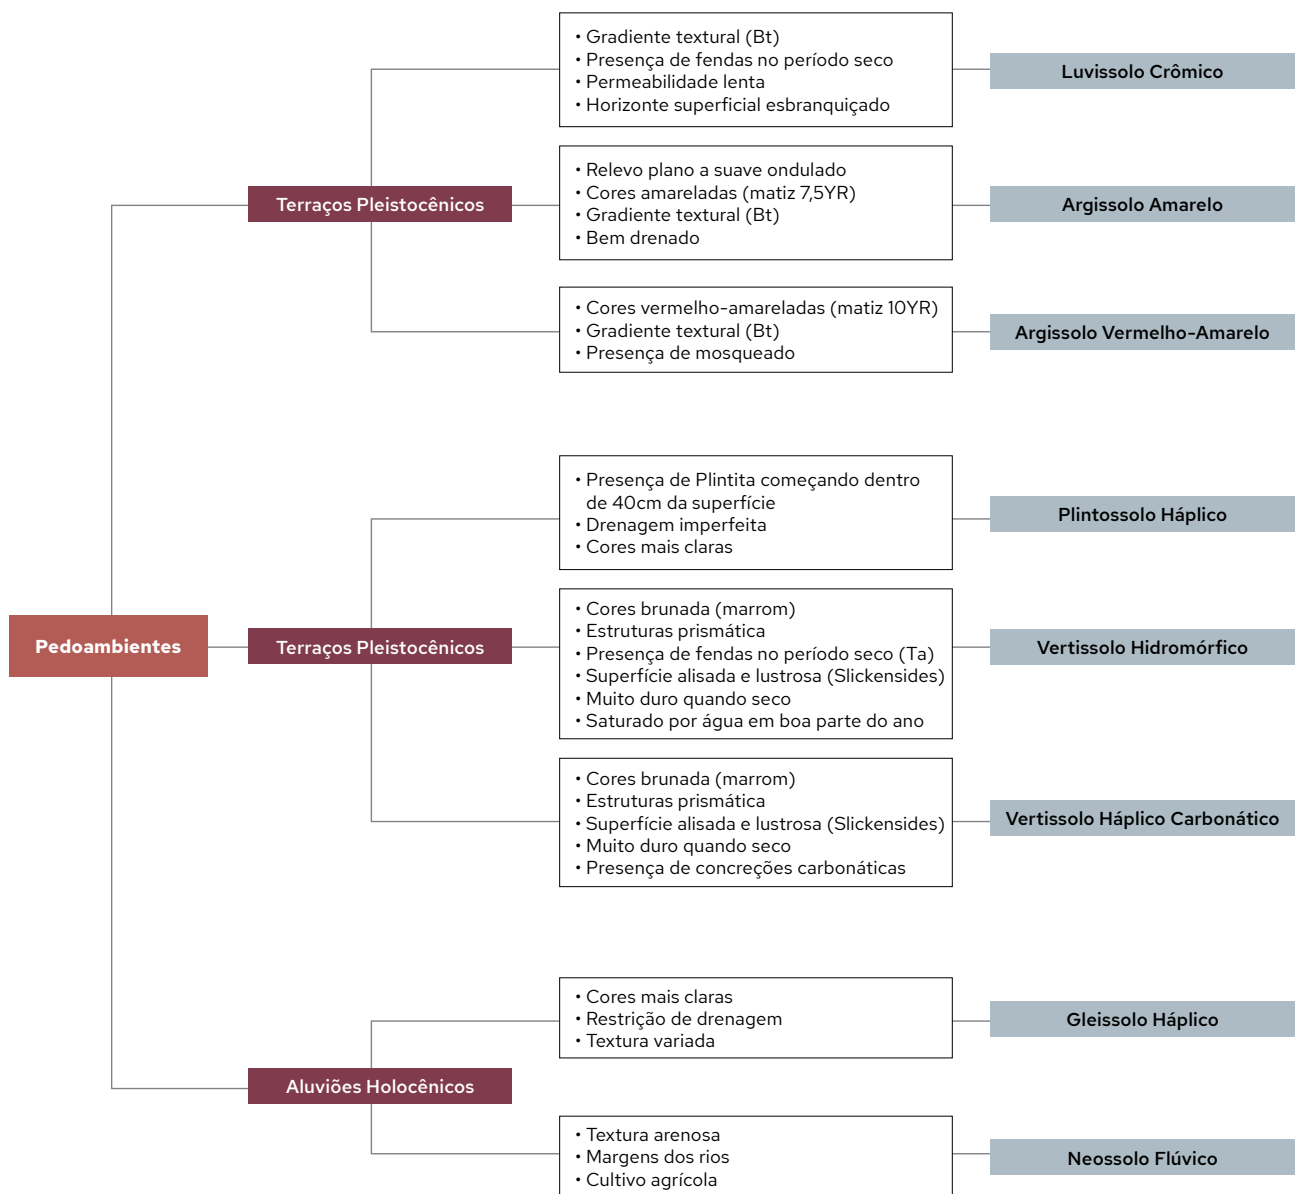 Pedoambientes
Terraços Pleistocênicos
• Gradiente textural (Bt)
• Presença de fendas no período seco
• Permeabilidade lenta
• Horizonte superficial esbranquiçado
Luvissolo Crômico
• Relevo plano a suave ondulado
• Cores amareladas (matiz 7,5YR)
• Gradiente textural (Bt)
• Bem drenado
Argissolo Amarelo
• Cores vermelho-amareladas (matiz 10YR)
• Gradiente textural (Bt)
• Presença de mosqueado
Argissolo Vermelho-Amarelo
Terraços Pleistocênicos
• Presença de Plintita começando dentro
de 40cm da superfície
• Drenagem imperfeita
• Cores mais claras
Plintossolo Háplico
• Cores brunada (marrom)
• Estruturas prismática
• Presença de fendas no período seco (Ta)
• Superfície alisada e lustrosa (Slickensides)
• Muito duro quando seco
• Saturado por água em boa parte do ano
Vertissolo Hidromórfico
• Cores brunada (marrom)
• Estruturas prismática
• Superfície alisada e lustrosa (Slickensides)
• Muito duro quando seco
• Presença de concreções carbonáticas
Vertissolo Háplico Carbonático
Aluviões Holocênicos
• Cores mais claras
• Restrição de drenagem
• Textura variada
Gleissolo Háplico
• Textura arenosa
• Margens dos rios
• Cultivo agrícola
Neossolo Flúvico